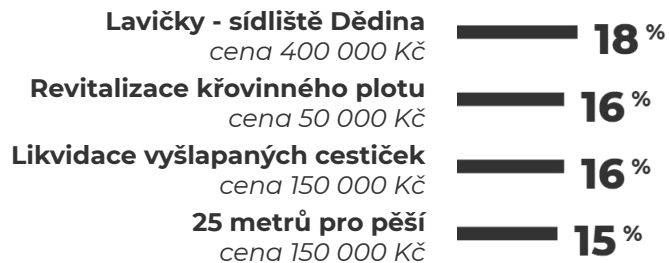 Lavičky - sídliště Dědina
cena 400 000 Kč
18 %
Revitalizace křovinného plotu
cena 50 000 Kč
16 %
Likvidace vyšlapaných cestiček
cena 150 000 Kč
16 %
25 metrů pro pěší
cena 150 000 Kč
15 %